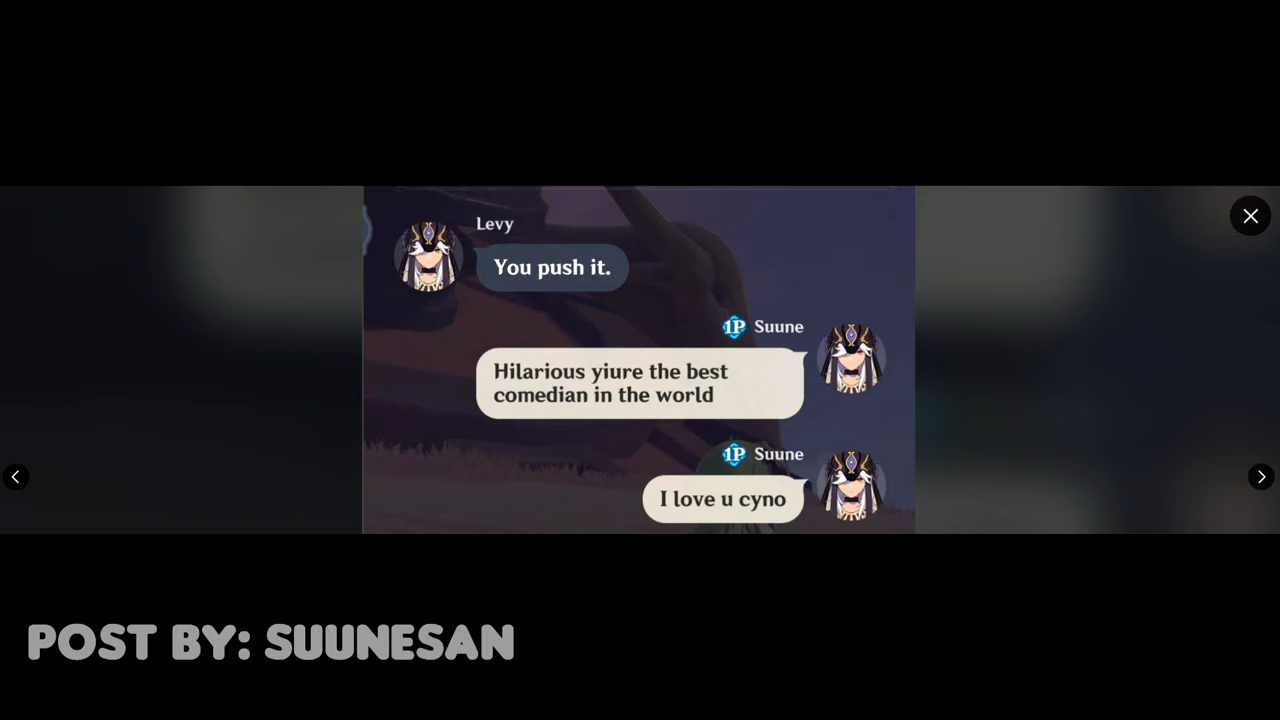 Levy
You push it.
1P Suune
Hilarious yiure the best
comedian in the world
1P Suune
I love u cyno
POST BY: SUUNESAN